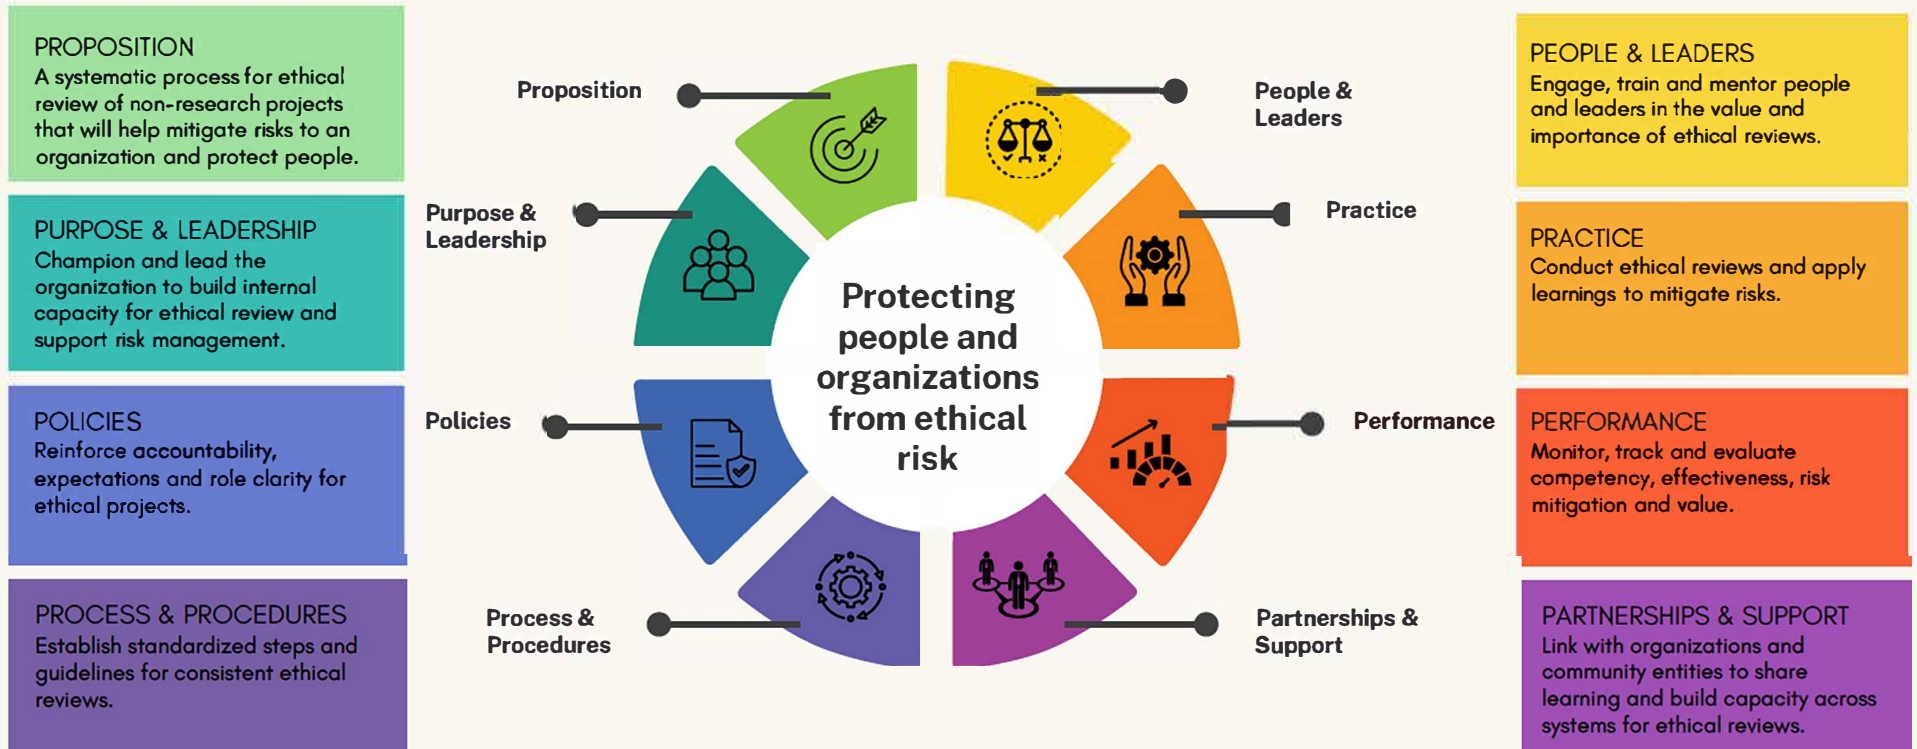 PROPOSITION
A systematic process for ethical
review of non-research projects
that will help mitigate risks to an
organization and protect people.
PURPOSE & LEADERSHIP
Champion and lead the
organization to build internal
capacity for ethical review and
support risk management.
POLICIES
Reinforce accountability,
expectations and role clarity for
ethical projects.
PROCESS & PROCEDURES
Establish standardized steps and
guidelines for consistent ethical
reviews.
Proposition
Purpose &
Leadership
Policies
Process &
Procedures
Protecting
people and
organizations
from ethical
risk
People &
Leaders
Practice
Performance
Partnerships &
Support
PEOPLE & LEADERS
Engage, train and mentor people
and leaders in the value and
importance of ethical reviews.
PRACTICE
Conduct ethical reviews and apply
learnings to mitigate risks.
PERFORMANCE
Monitor, track and evaluate
competency, effectiveness, risk
mitigation and value.
PARTNERSHIPS & SUPPORT
Link with organizations and
community entities to share
learning and build capacity across
systems for ethical reviews.